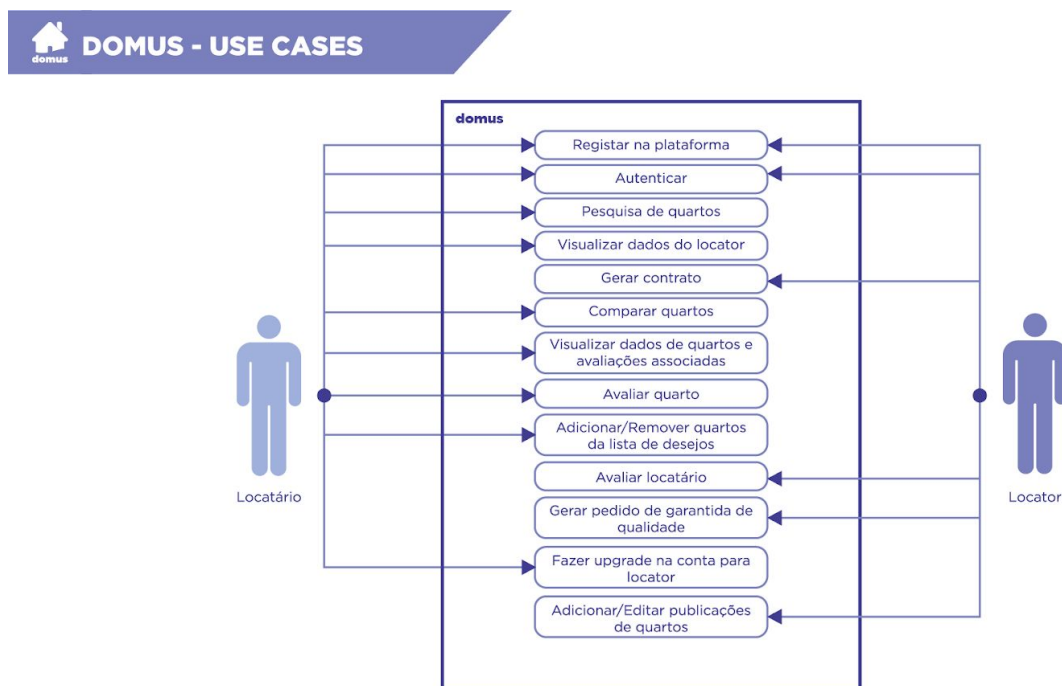 domus
DOMUS - USE CASES
domus
Registar na plataforma
Autenticar
Pesquisa de quartos
Visualizar dados do locator
Gerar contrato
Comparar quartos
Visualizar dados de quartos e
avaliações associadas
Avaliar quarto
Adicionar/Remover quartos
da lista de desejos
Avaliar locatário
Gerar pedido de garantida de
qualidade
Fazer upgrade na conta para
locator
Adicionar/Editar publicações
de quartos
Locatário
Locator